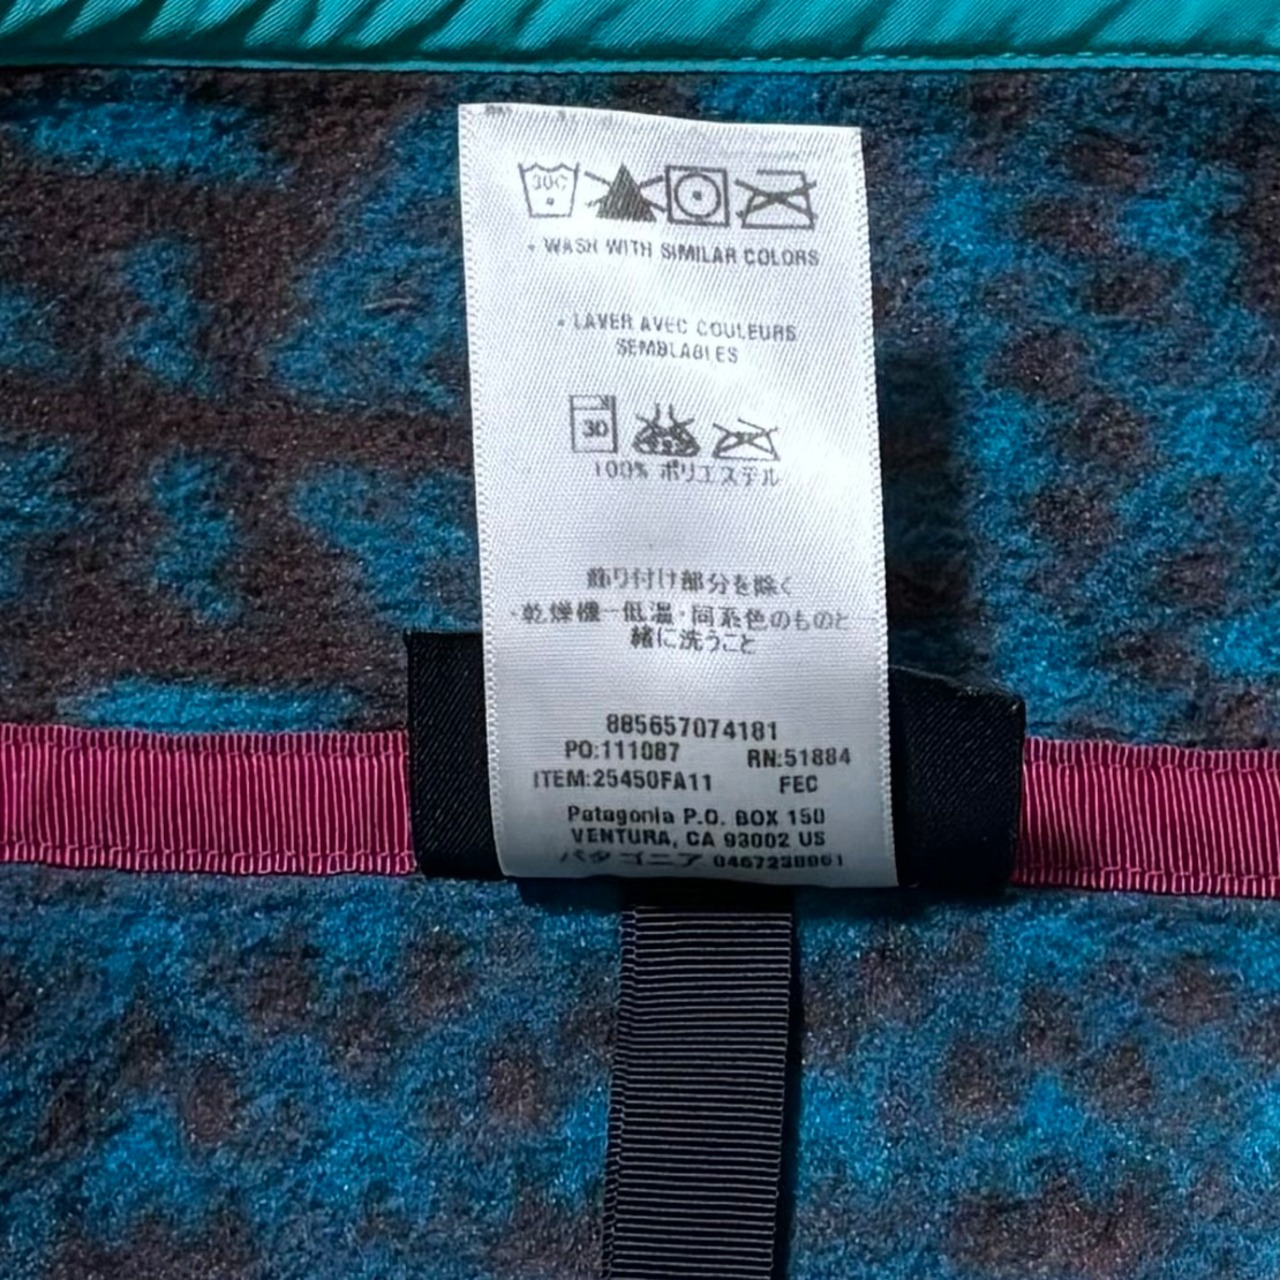 30C
• WASH WITH SIMILAR COLORS
• LAVER AVEC COULEURS
SEMBLABLES
30
100% ポリエステル
飾り付け部分を除く
・乾燥機一低温・同系色のものと一
緒に洗うこと
885657074181
PO:111087 RN:51884
ITEM:25450FA11 FEC
Patagonia P.O. BOX 150
VENTURA, CA 93002 US
パタゴニア